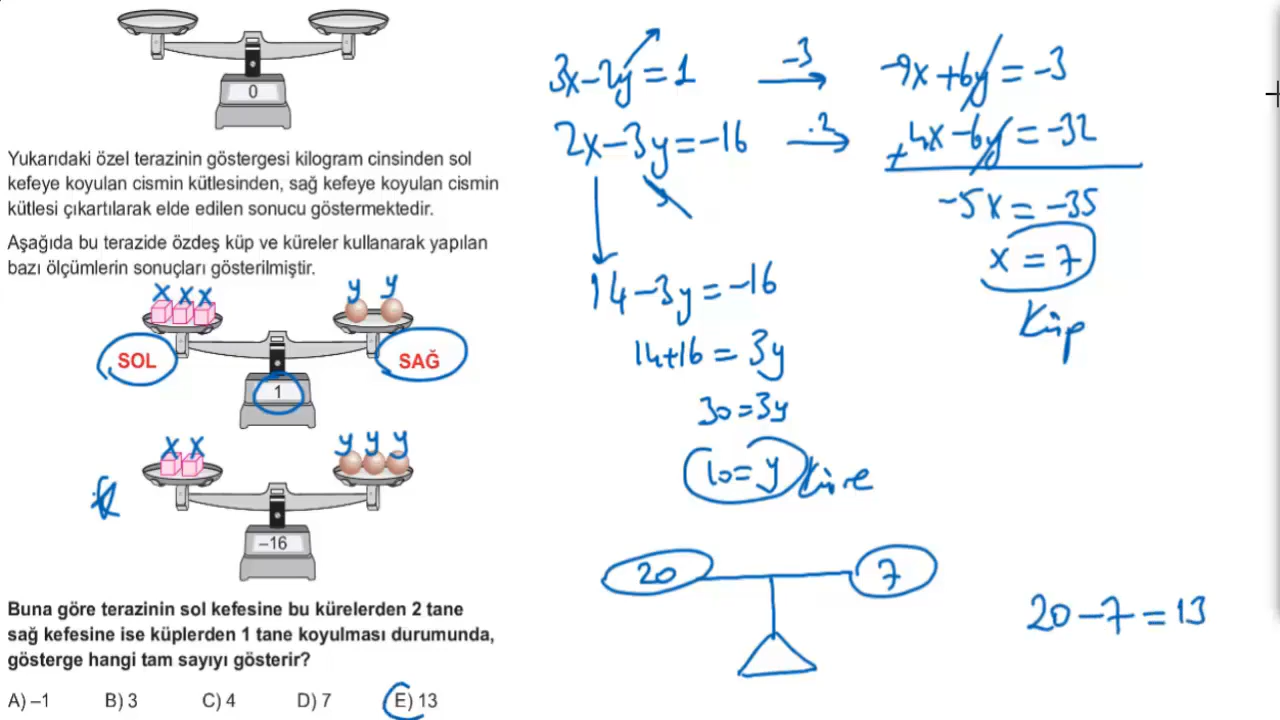 0
Yukarıdaki özel terazinin göstergesi kilogram cinsinden sol
kefeye koyulan cismin kütlesinden, sağ kefeye koyulan cismin
kütlesi çıkartılarak elde edilen sonucu göstermektedir.
Aşağıda bu terazide özdeş küp ve küreler kullanarak yapılan
bazı ölçümlerin sonuçları gösterilmiştir.
x x x y y
SOL SAĞ
1
x x y y y
-16
Buna göre terazinin sol kefesine bu kürelerden 2 tane
sağ kefesine ise küplerden 1 tane koyulması durumunda,
gösterge hangi tam sayıyı gösterir?
A) -1 B) 3 C) 4 D) 7 E) 13
3x-2y=1 -3 -9x+6y=-3
2x-3y=-16 .2 4x-6y=-32
+
-5x=-35
x=7
Küp
14-3y=-16
14+16=3y
30=3y
10=y Küre
20 7
20-7=13